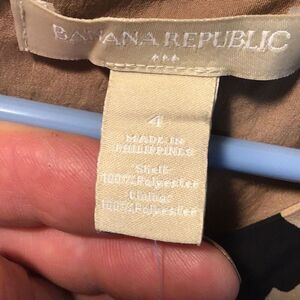 BANANA REPUBLIC
4
MADE IN
PHILIPPINES
Shell:
100% Polyester
Lining:
100% Polyester